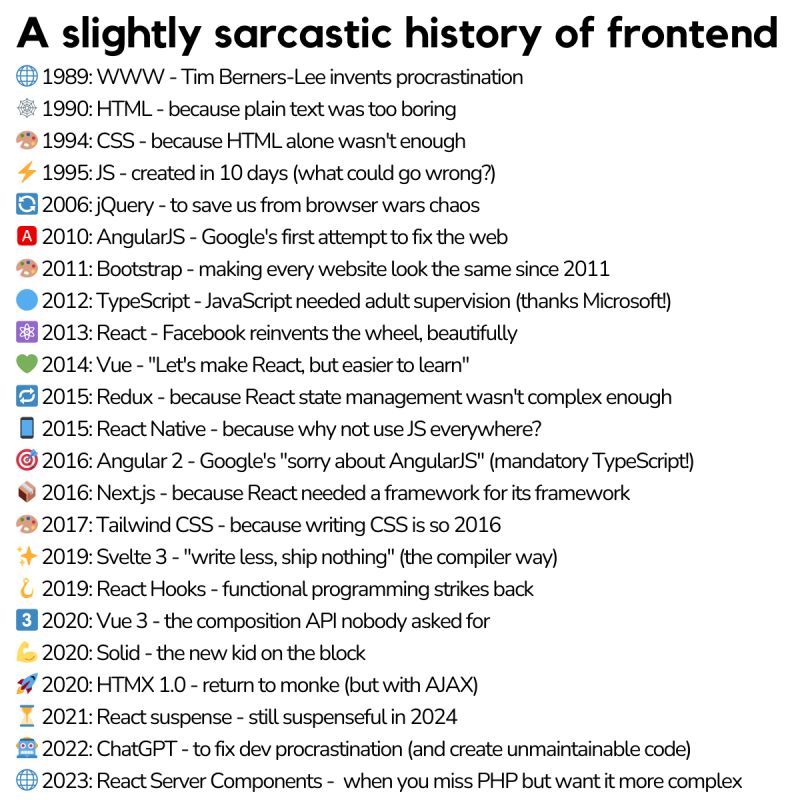 A slightly sarcastic history of frontend
🌐 1989: WWW - Tim Berners-Lee invents procrastination
🕸️ 1990: HTML - because plain text was too boring
🎨 1994: CSS - because HTML alone wasn't enough
⚡ 1995: JS - created in 10 days (what could go wrong?)
🔄 2006: jQuery - to save us from browser wars chaos
🅰️ 2010: AngularJS - Google's first attempt to fix the web
🎨 2011: Bootstrap - making every website look the same since 2011
🔵 2012: TypeScript - JavaScript needed adult supervision (thanks Microsoft!)
⚛️ 2013: React - Facebook reinvents the wheel, beautifully
💚 2014: Vue - "Let's make React, but easier to learn"
🔁 2015: Redux - because React state management wasn't complex enough
📱 2015: React Native - because why not use JS everywhere?
🎯 2016: Angular 2 - Google's "sorry about AngularJS" (mandatory TypeScript!)
📦 2016: Next.js - because React needed a framework for its framework
🎨 2017: Tailwind CSS - because writing CSS is so 2016
✨ 2019: Svelte 3 - "write less, ship nothing" (the compiler way)
🪝 2019: React Hooks - functional programming strikes back
3️⃣ 2020: Vue 3 - the composition API nobody asked for
💪 2020: Solid - the new kid on the block
🚀 2020: HTMX 1.0 - return to monke (but with AJAX)
⏳ 2021: React suspense - still suspenseful in 2024
🤖 2022: ChatGPT - to fix dev procrastination (and create unmaintainable code)
🌐 2023: React Server Components - when you miss PHP but want it more complex